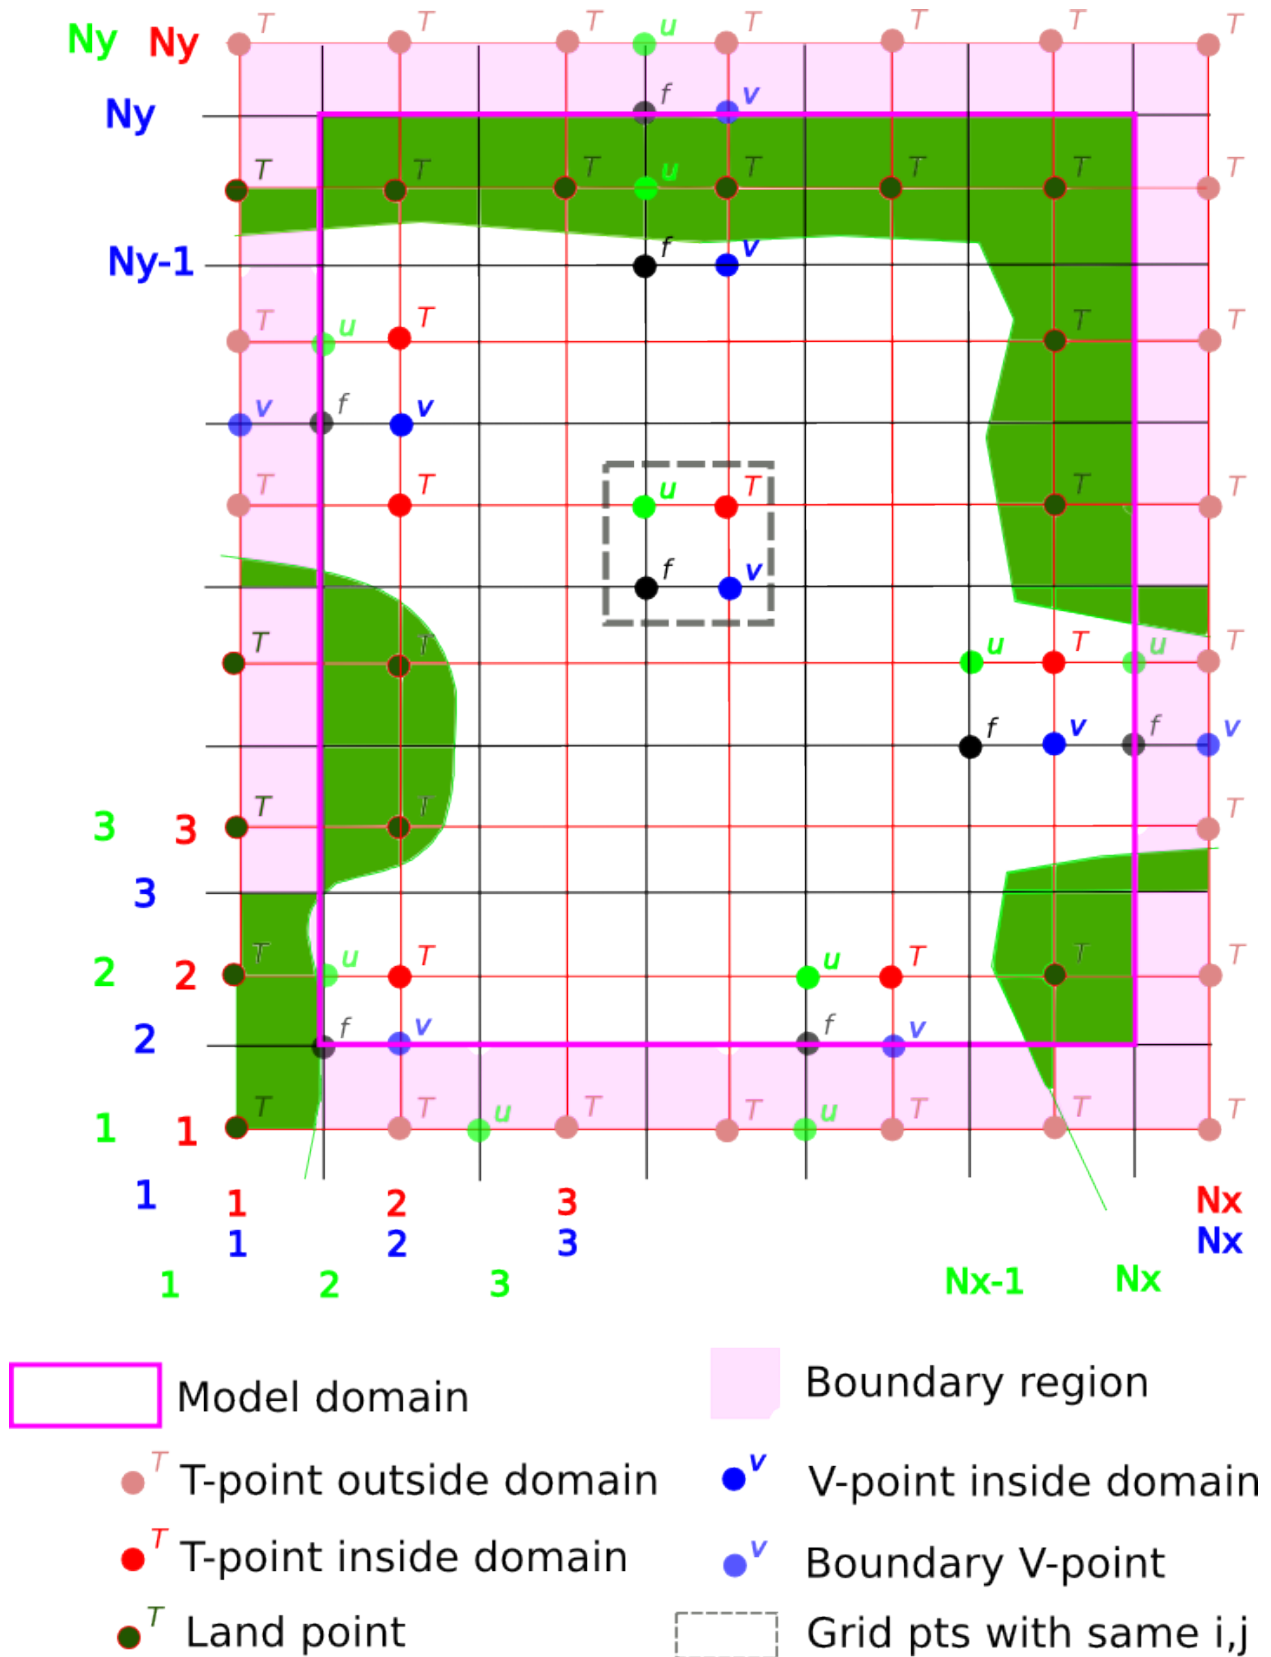 T T T u T T T T
Ny Ny
f v
Ny
T T T u T T T T
f v
Ny-1
T u T T T
v f v
T T u T T T
f v
T T u T u T
f v f v
3 3 T T T
3
2 2 T u T u T T T
2 f v f v
1 1 T T u T T u T T T
1 1 2 3 Nx
1 2 3 Nx
1 2 3 Nx-1 Nx
Model domain Boundary region
T T-point outside domain v V-point inside domain
T T-point inside domain v Boundary V-point
T Land point Grid pts with same i,j